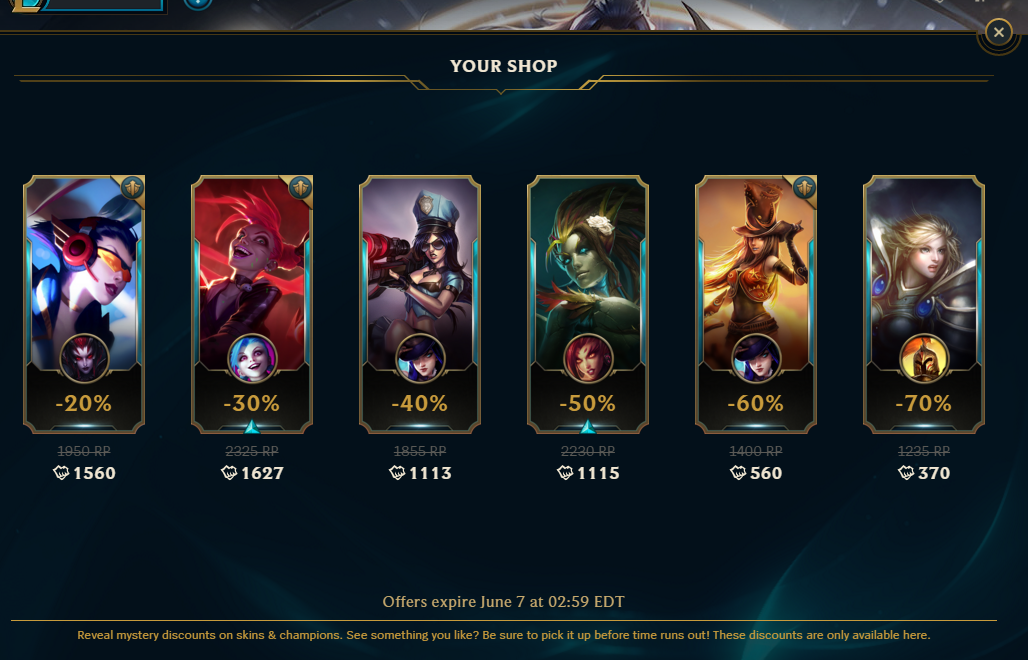 YOUR SHOP
-20% -30% -40% -50% -60% -70%
1950 RP 2325 RP 1855 RP 2230 RP 1400 RP 1235 RP
1560 1627 1113 1115 560 370
Offers expire June 7 at 02:59 EDT
Reveal mystery discounts on skins & champions. See something you like? Be sure to pick it up before time runs out! These discounts are only available here.